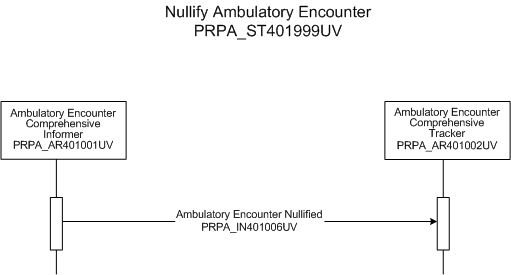 Nullify Ambulatory Encounter
PRPA_ST401999UV
Ambulatory Encounter
Comprehensive
Informer
PRPA_AR401001UV
Ambulatory Encounter
Comprehensive
Tracker
PRPA_AR401002UV
Ambulatory Encounter Nullified
PRPA_IN401006UV